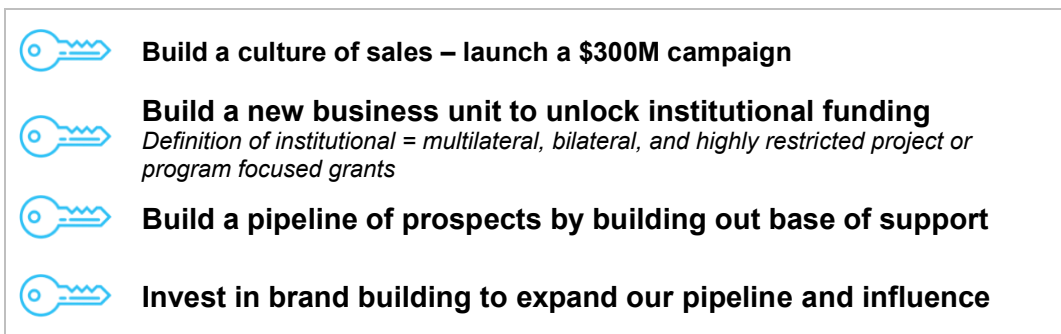 Build a culture of sales – launch a $300M campaign
Build a new business unit to unlock institutional funding
Definition of institutional = multilateral, bilateral, and highly restricted project or
program focused grants
Build a pipeline of prospects by building out base of support
Invest in brand building to expand our pipeline and influence